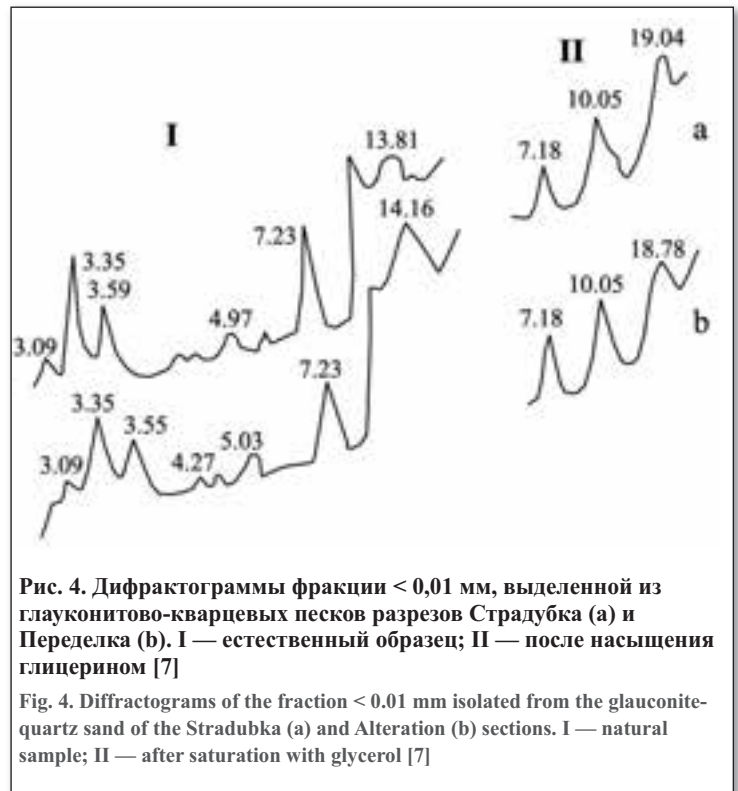 I
II
19.04
10.05
7.18
a
13.81
14.16
7.23
3.35
3.59
3.09
4.97
18.78
10.05
7.18
b
7.23
3.35
3.55
5.03
4.27
3.09
Рис. 4. Дифрактограммы фракции < 0,01 мм, выделенной из
глауконитово-кварцевых песков разрезов Страдубка (а) и
Переделка (b). I — естественный образец; II — после насыщения
глицерином [7]
Fig. 4. Diffractograms of the fraction < 0.01 mm isolated from the glauconite-
quartz sand of the Stradubka (a) and Alteration (b) sections. I — natural
sample; II — after saturation with glycerol [7]